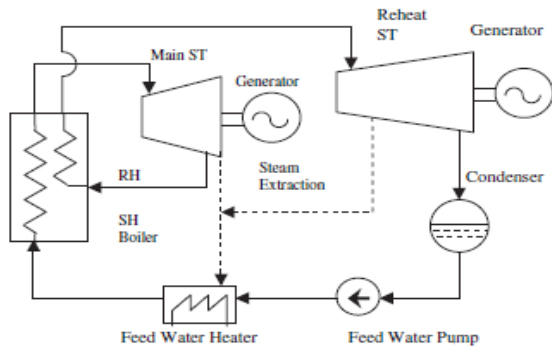 Reheat
ST
Generator
Main ST
Generator
RH
Steam
Extraction
Condenser
SH
Boiler
Feed Water Heater
Feed Water Pump